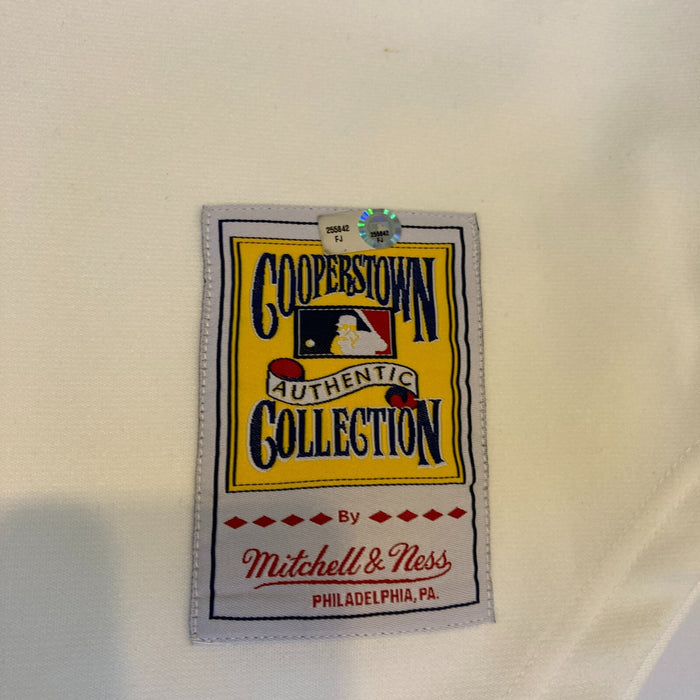 255842
FJ
255842
FJ
COOPERSTOWN
AUTHENTIC
COLLECTION
By
Mitchell & Ness
PHILADELPHIA, PA.